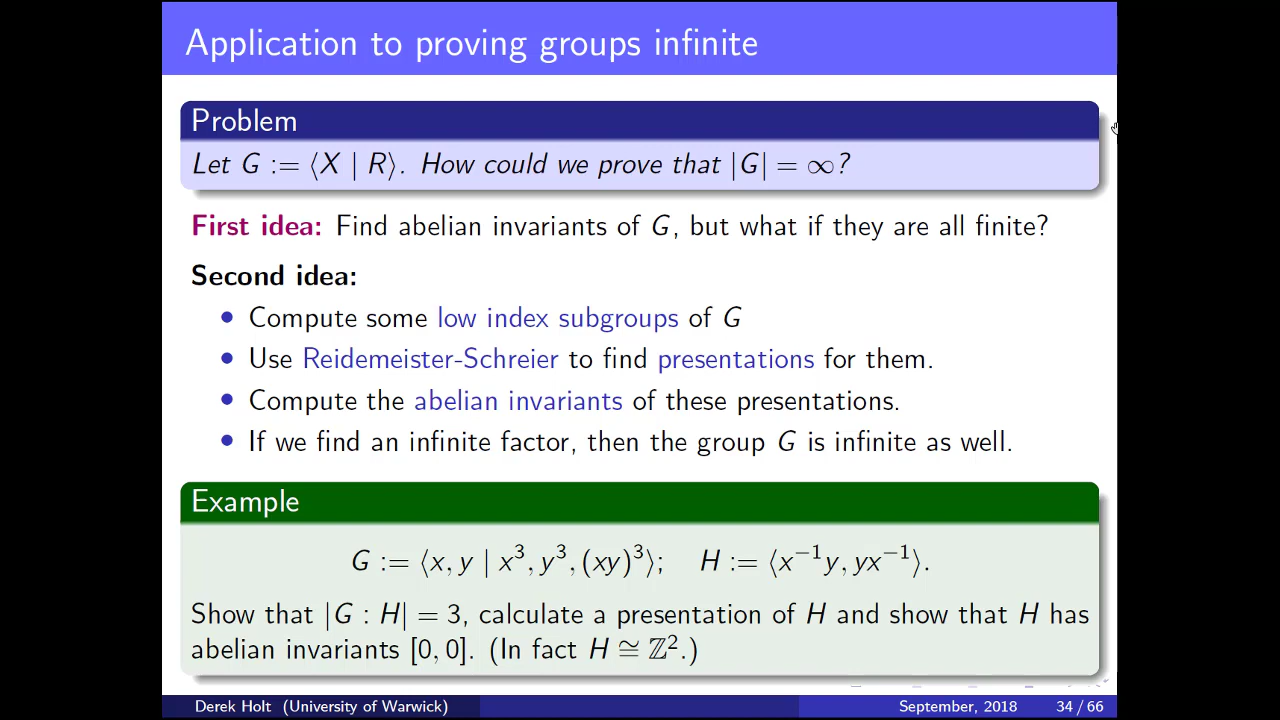 Application to proving groups infinite
Problem
Let G := ⟨X | R⟩. How could we prove that |G| = ∞?
First idea: Find abelian invariants of G, but what if they are all finite?
Second idea:
• Compute some low index subgroups of G
• Use Reidemeister-Schreier to find presentations for them.
• Compute the abelian invariants of these presentations.
• If we find an infinite factor, then the group G is infinite as well.
Example
G := ⟨x, y | x³, y³, (xy)³⟩; H := ⟨x⁻¹y, yx⁻¹⟩.
Show that |G : H| = 3, calculate a presentation of H and show that H has
abelian invariants [0, 0]. (In fact H ≅ ℤ².)
Derek Holt (University of Warwick) September, 2018 34 / 66